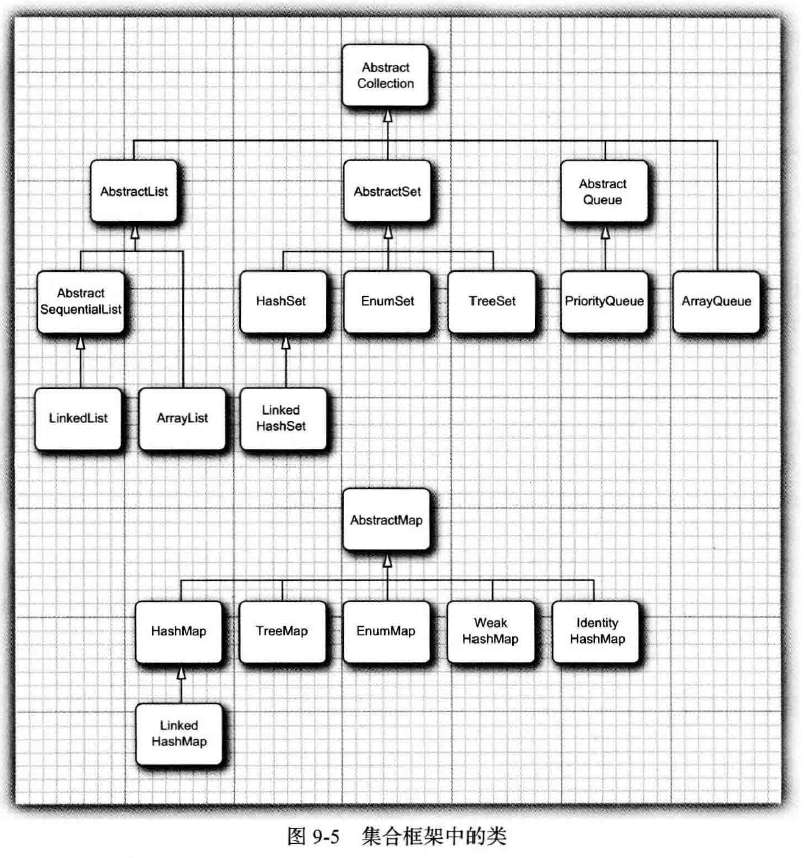 Abstract
Collection
AbstractList
AbstractSet
Abstract
Queue
Abstract
SequentialList
HashSet
EnumSet
TreeSet
PriorityQueue
ArrayQueue
LinkedList
ArrayList
Linked
HashSet
AbstractMap
HashMap
TreeMap
EnumMap
Weak
HashMap
Identity
HashMap
Linked
HashMap
图 9-5 集合框架中的类